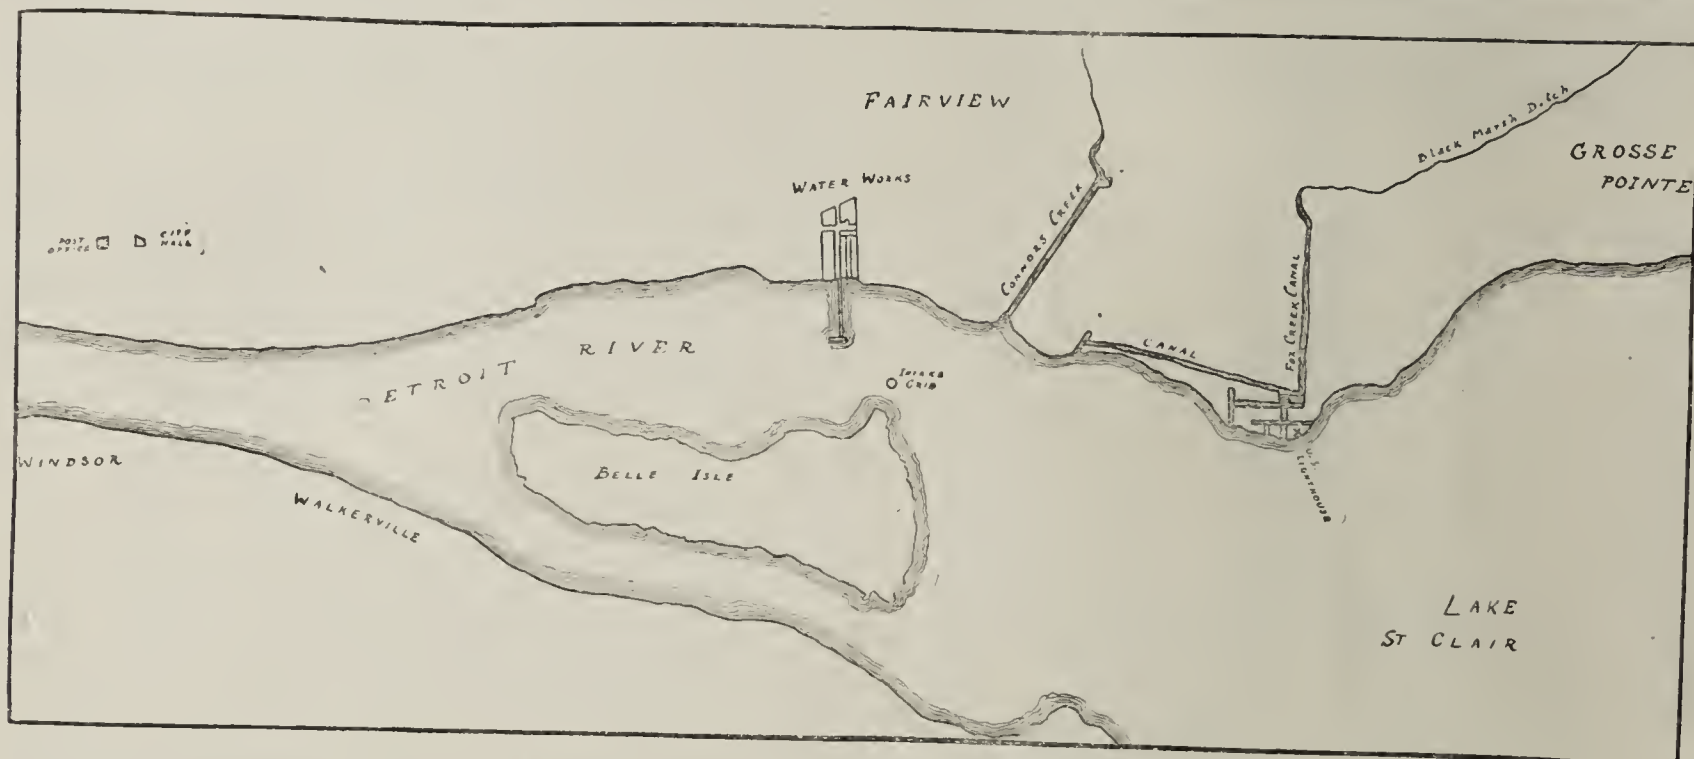 FAIRVIEW
Black Marsh Ditch
GROSSE
POINTE
WATER WORKS
CONNORS CREEK
POST
OFFICE
CITY
HALL
FOX CREEK CANAL
CANAL
DETROIT RIVER
INTAKE
CRIB
WINDSOR
BELLE ISLE
WALKERVILLE
U.S.
LIGHTHOUSE
LAKE
ST CLAIR